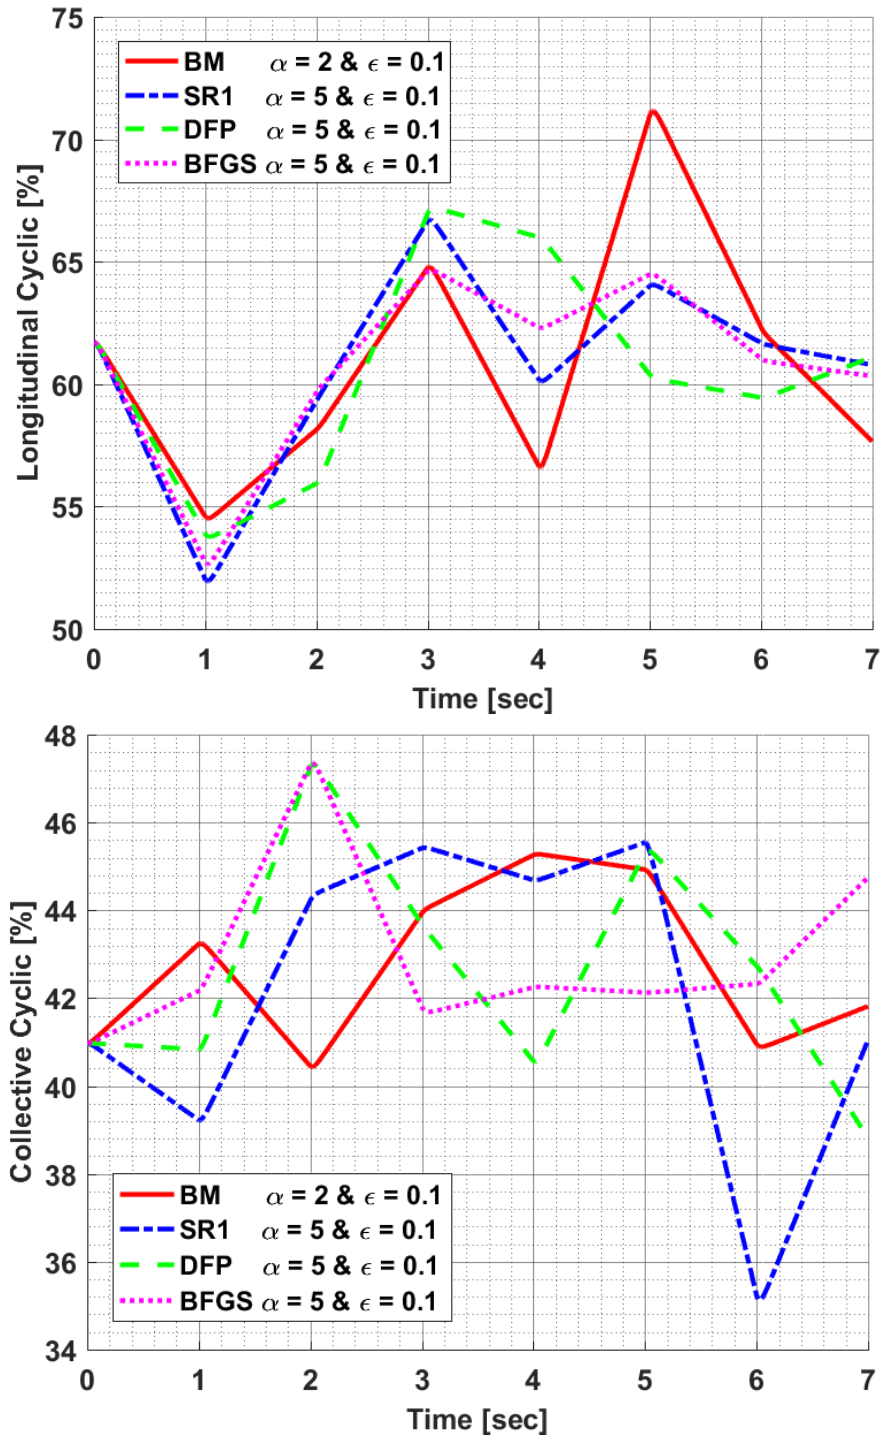 75
70
65
60
55
50
Longitudinal Cyclic [%]
BM α = 2 & ϵ = 0.1
SR1 α = 5 & ϵ = 0.1
DFP α = 5 & ϵ = 0.1
BFGS α = 5 & ϵ = 0.1
0 1 2 3 4 5 6 7
Time [sec]
48
46
44
42
40
38
36
34
Collective Cyclic [%]
BM α = 2 & ϵ = 0.1
SR1 α = 5 & ϵ = 0.1
DFP α = 5 & ϵ = 0.1
BFGS α = 5 & ϵ = 0.1
0 1 2 3 4 5 6 7
Time [sec]